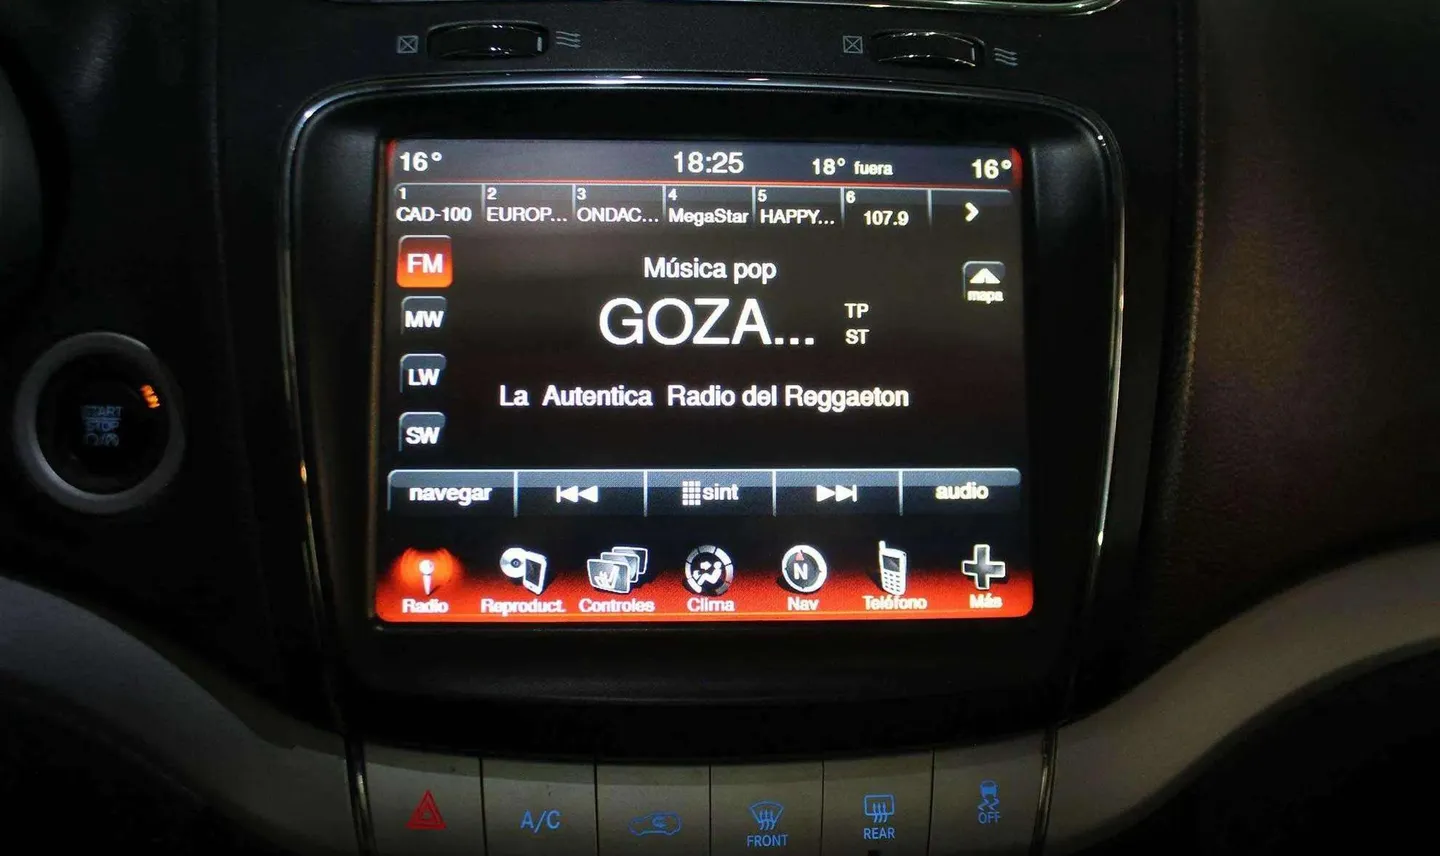 16° 18:25 18° fuera 16°
1 2 3 4 5 6
CAD-100 EUROP... ONDAC... MegaStar HAPPY... 107.9
FM
Música pop
mapa
GOZA... TP
ST
MW
LW
La Autentica Radio del Reggaeton
SW
navegar sint audio
N
Radio Reproduct. Controles Clima Nav Teléfono Más
START
STOP
A/C
FRONT
REAR
OFF